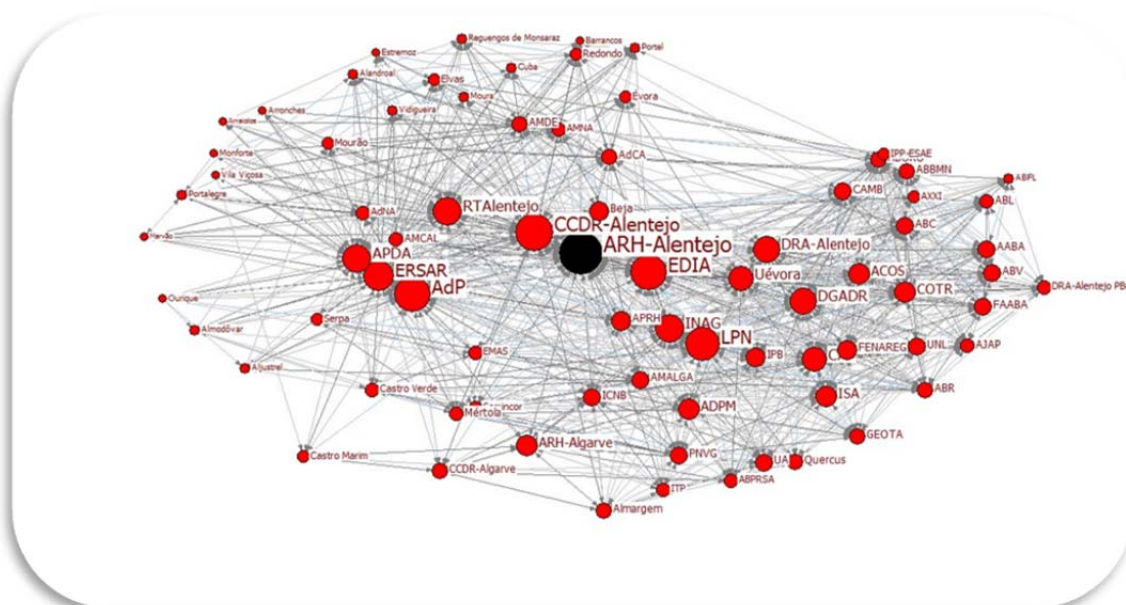 Reguengos de Monsaraz
Barrancos
Portel
Estremoz
Redondo
Cuba
Alandroal
Elvas
Moura
Évora
Arronches
Vidigueira
AMDE
AMNA
Mourão
Monforte
AdCA
IPP-ESAE
ABBMN
Vila Viçosa
ABFL
Portalegre
CAMB
AXXI
ABL
AdNA
RTAlentejo
Beja
ABC
CCDR-Alentejo
Marvão
AMCAL
ARH-Alentejo
DRA-Alentejo
AABA
APDA
EDIA
ERSAR
Uévora
ACOS
ABV
AdP
DGADR
COTR
DRA-Alentejo PB
Ourique
FAABA
Serpa
APRH
INAG
Almodôvar
LPN
EMAS
IPB
FENAREG
UNL
AJAP
Aljustrel
AMALGA
Castro Verde
ICNB
ISA
ABR
Mértola
ADPM
GEOTA
ARH-Algarve
Castro Marim
PNVG
UA
Quercus
CCDR-Algarve
ABPRSA
ITP
Almargem